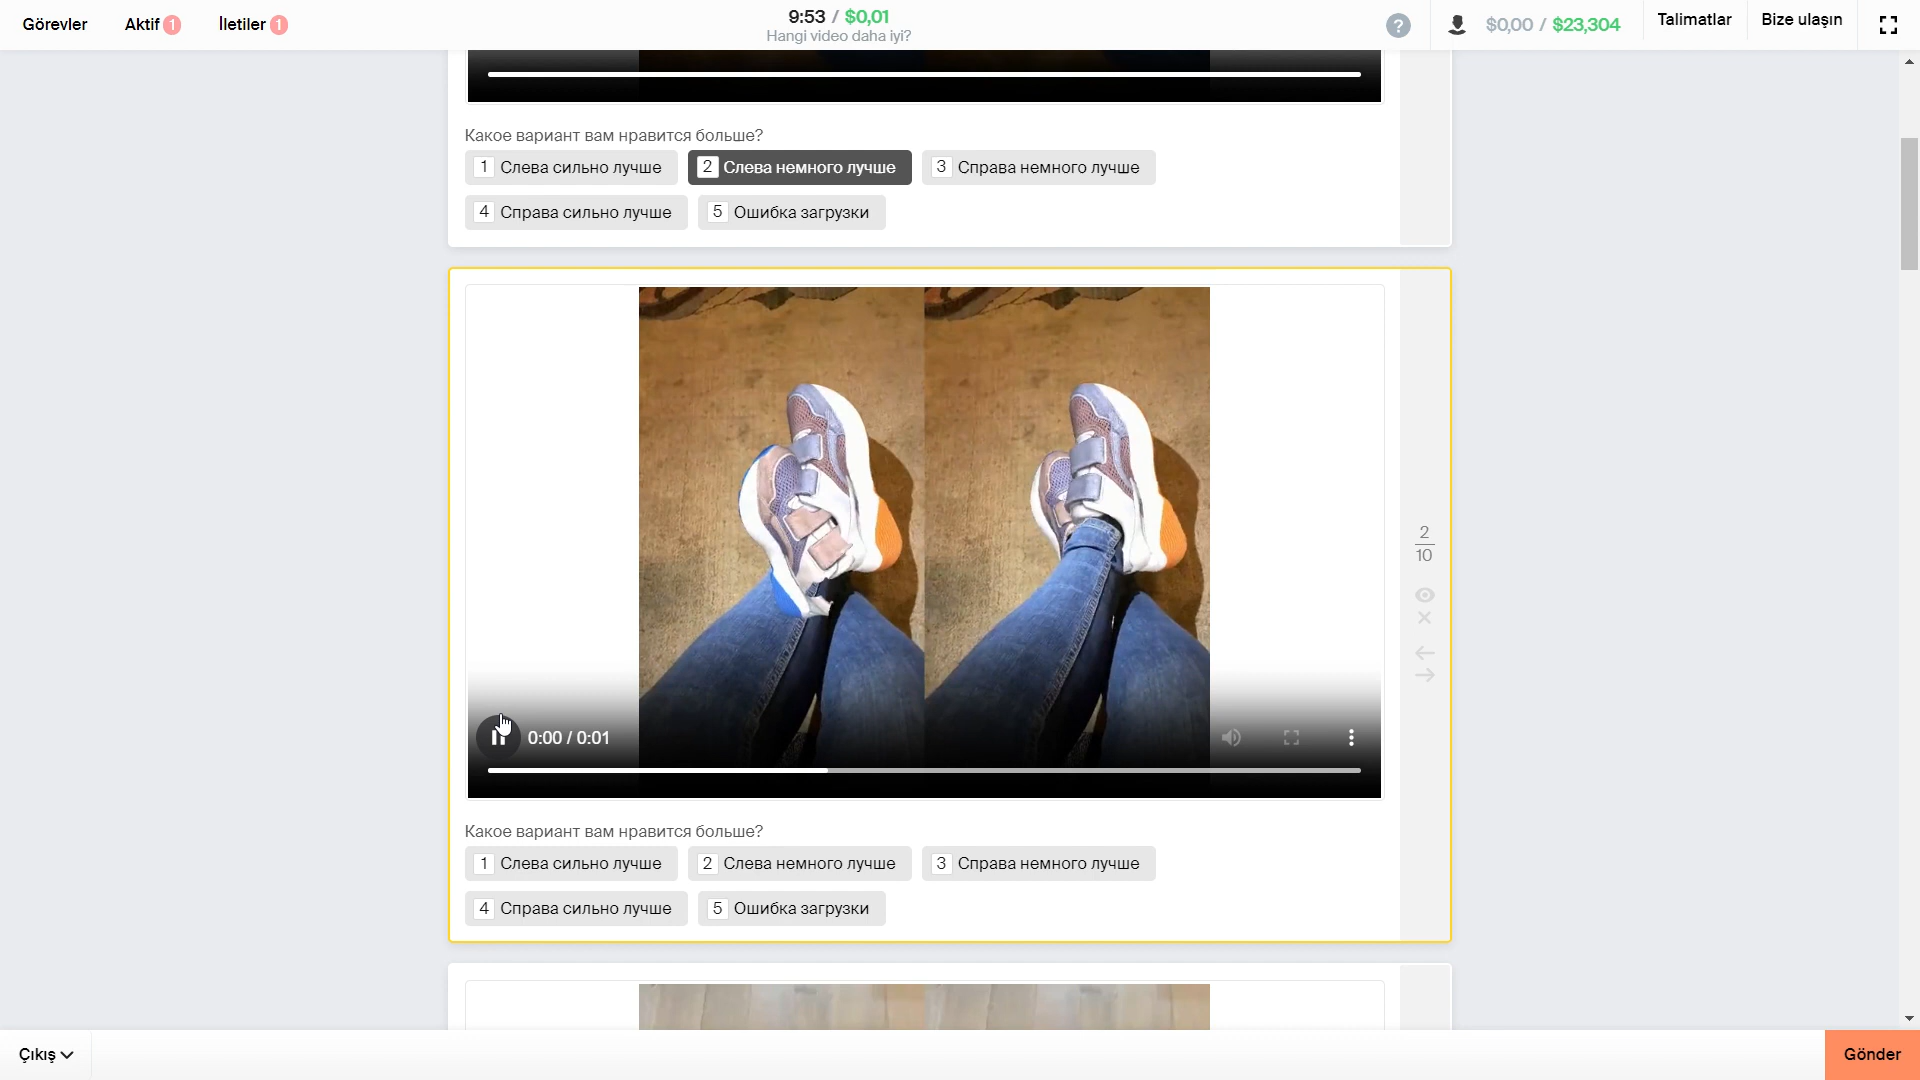 Görevler Aktif 1 İletiler 1 9:53 / $0,01 ? $0,00 / $23,304 Talimatlar Bize ulaşın
Hangi video daha iyi?
Какое вариант вам нравится больше?
1 Слева сильно лучше 2 Слева немного лучше 3 Справа немного лучше
4 Справа сильно лучше 5 Ошибка загрузки
2
10
0:00 / 0:01
Какое вариант вам нравится больше?
1 Слева сильно лучше 2 Слева немного лучше 3 Справа немного лучше
4 Справа сильно лучше 5 Ошибка загрузки
Çıkış Gönder